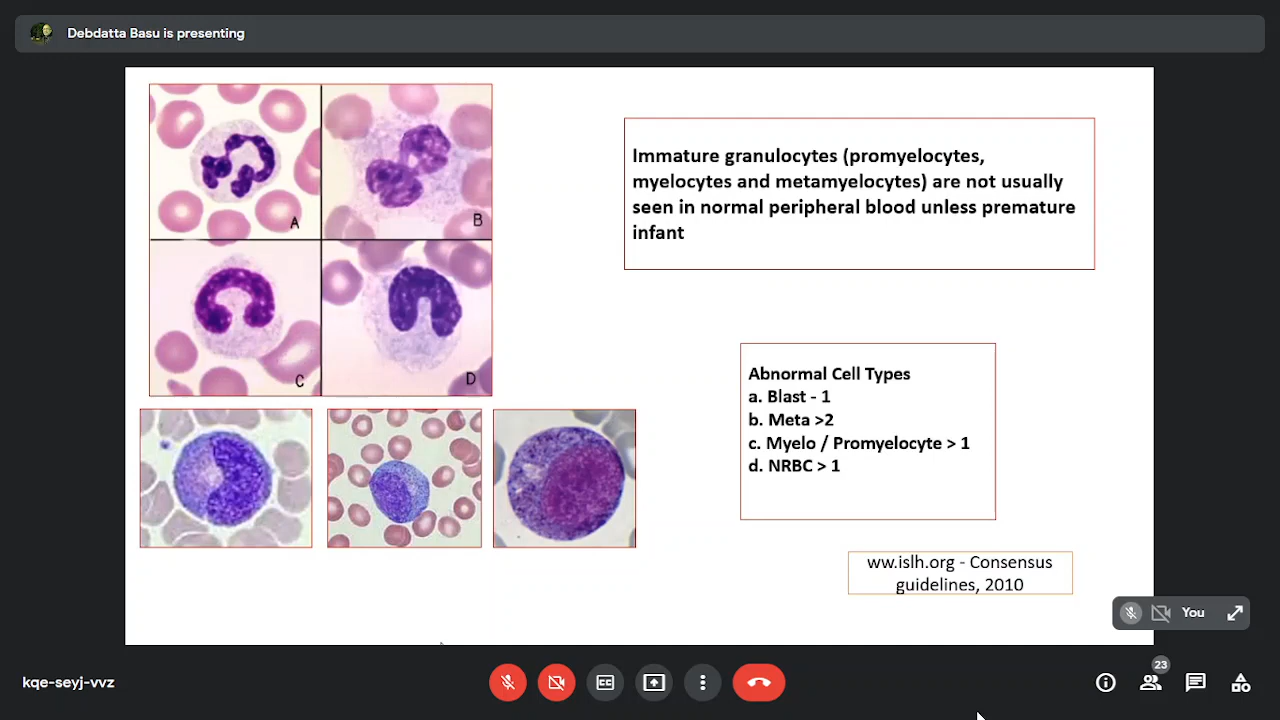 Debdatta Basu is presenting
A
B
C
D
Immature granulocytes (promyelocytes,
myelocytes and metamyelocytes) are not usually
seen in normal peripheral blood unless premature
infant
Abnormal Cell Types
a. Blast - 1
b. Meta >2
c. Myelo / Promyelocyte > 1
d. NRBC > 1
ww.islh.org - Consensus
guidelines, 2010
You
kqe-seyj-vvz
CC
23